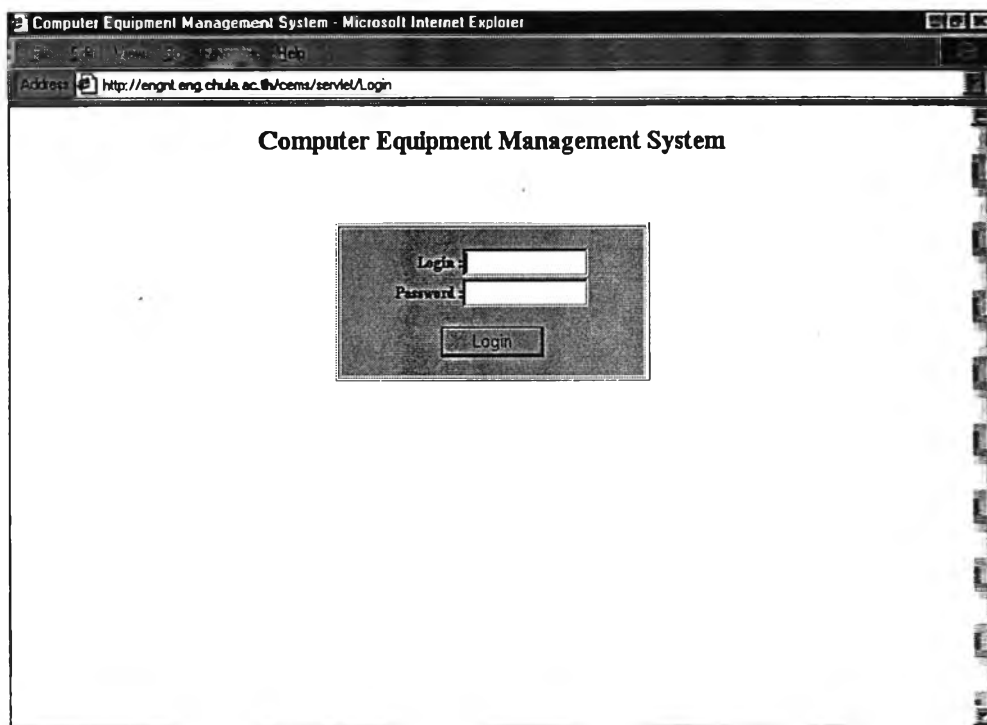 Computer Equipment Management System - Microsoft Internet Explorer
Help
Address http://engnt.eng.chula.ac.th/cems/servlet/Login
Computer Equipment Management System
Login :
Password :
Login